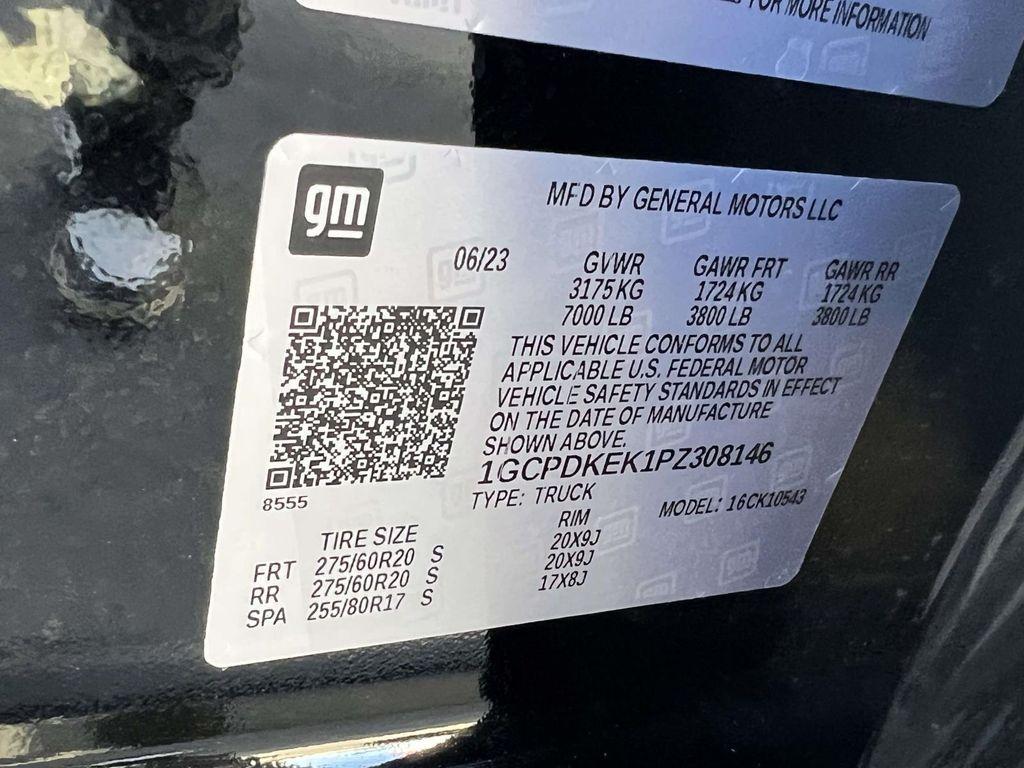 FOR MORE INFORMATION
gm
MFD BY GENERAL MOTORS LLC
06/23 GVWR GAWR FRT GAWR RR
3175 KG 1724 KG 1724 KG
7000 LB 3800 LB 3800 LB
THIS VEHICLE CONFORMS TO ALL
APPLICABLE U.S. FEDERAL MOTOR
VEHICLE SAFETY STANDARDS IN EFFECT
ON THE DATE OF MANUFACTURE
SHOWN ABOVE.
1GCPDKEK1PZ308146
8555
TYPE: TRUCK MODEL: 16CK10543
TIRE SIZE RIM
FRT 275/60R20 S 20X9J
RR 275/60R20 S 20X9J
SPA 255/80R17 S 17X8J